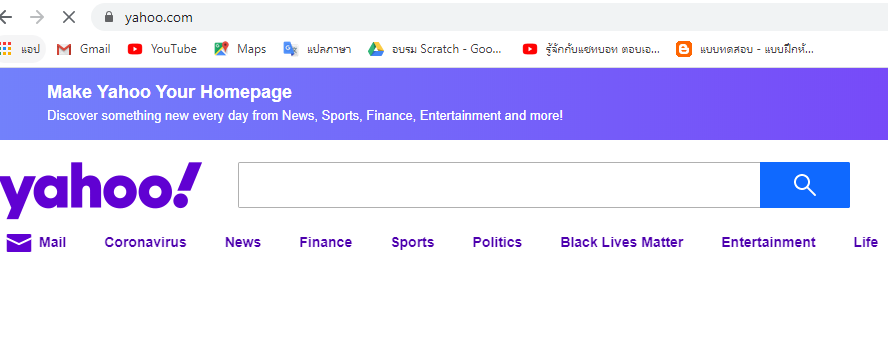 yahoo.com
แอป Gmail YouTube Maps แปลภาษา อบรม Scratch - Goo... รู้จักกับแชทบอท ตอบเอ... แบบทดสอบ - แบบฝึกหั...
Make Yahoo Your Homepage
Discover something new every day from News, Sports, Finance, Entertainment and more!
yahoo!
Mail Coronavirus News Finance Sports Politics Black Lives Matter Entertainment Life